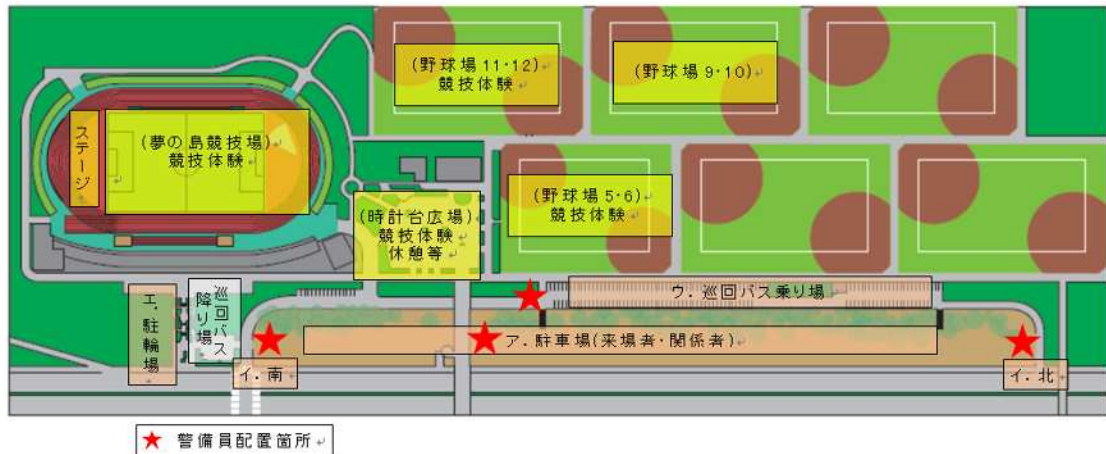 (野球場11・12)
競技体験
(野球場9・10)
ステージ
(夢の島競技場)
競技体験
(野球場5・6)
競技体験
(時計台広場)
競技体験
休憩等
エ．駐輪場
巡回バス
降り場
ウ．巡回バス乗り場
ア．駐車場(来場者・関係者)
イ．南
イ．北
★ 警備員配置箇所